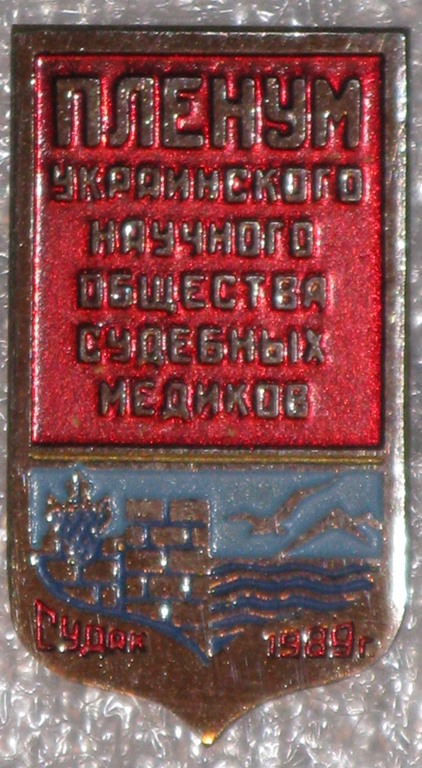 ПЛЕНУМ
УКРАИНСКОГО
НАУЧНОГО
ОБЩЕСТВА
СУДЕБНЫХ
МЕДИКОВ
Судак 1989г